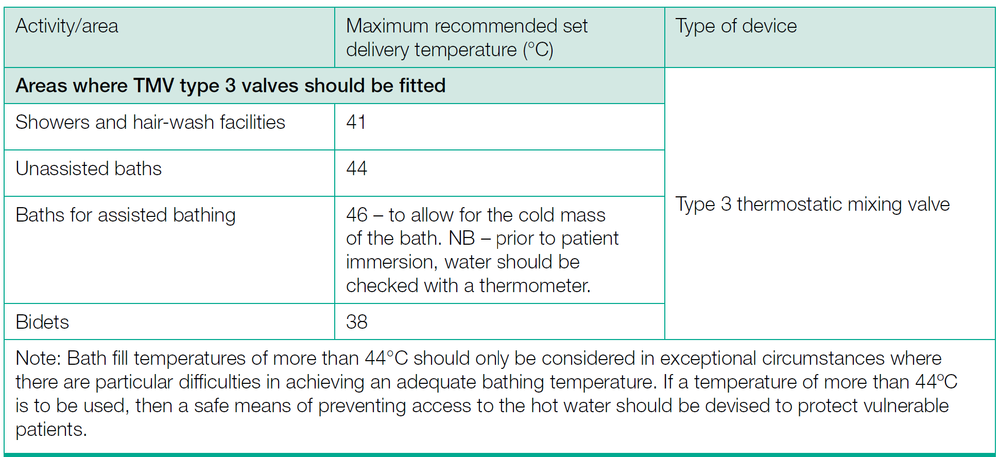 Activity/area
Maximum recommended set
delivery temperature (°C)
Type of device
Areas where TMV type 3 valves should be fitted
Showers and hair-wash facilities
41
Unassisted baths
44
Baths for assisted bathing
46 – to allow for the cold mass
of the bath. NB – prior to patient
immersion, water should be
checked with a thermometer.
Bidets
38
Type 3 thermostatic mixing valve
Note: Bath fill temperatures of more than 44°C should only be considered in exceptional circumstances where
there are particular difficulties in achieving an adequate bathing temperature. If a temperature of more than 44ºC
is to be used, then a safe means of preventing access to the hot water should be devised to protect vulnerable
patients.